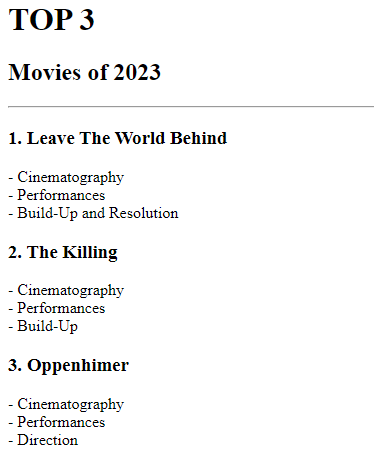 TOP 3
Movies of 2023
1. Leave The World Behind
- Cinematography
- Performances
- Build-Up and Resolution
2. The Killing
- Cinematography
- Performances
- Build-Up
3. Oppenhimer
- Cinematography
- Performances
- Direction